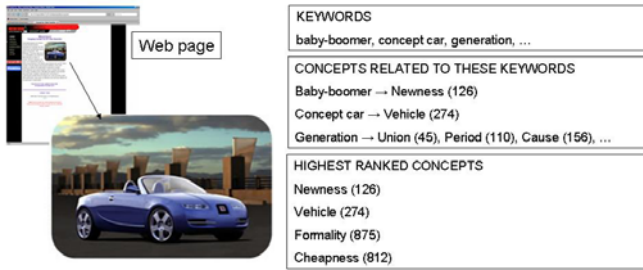 Web page
KEYWORDS
baby-boomer, concept car, generation, ...
CONCEPTS RELATED TO THESE KEYWORDS
Baby-boomer → Newness (126)
Concept car → Vehicle (274)
Generation → Union (45), Period (110), Cause (156), ...
HIGHEST RANKED CONCEPTS
Newness (126)
Vehicle (274)
Formality (875)
Cheapness (812)